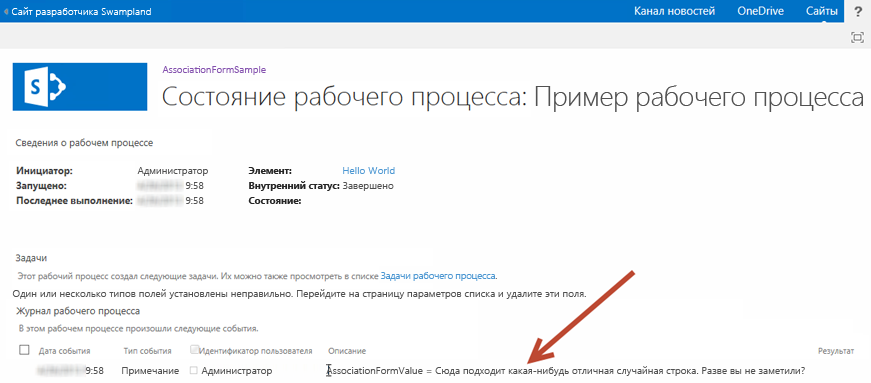 Сайт разработчика Swampland Канал новостей OneDrive Сайты ?
AssociationFormSample
S
Состояние рабочего процесса: Пример рабочего процесса
Сведения о рабочем процессе
Инициатор: Администратор Элемент: Hello World
Запущено: 9:58 Внутренний статус: Завершено
Последнее выполнение: 9:58 Состояние:
Задачи
Этот рабочий процесс создал следующие задачи. Их можно также просмотреть в списке Задачи рабочего процесса.
Один или несколько типов полей установлены неправильно. Перейдите на страницу параметров списка и удалите эти поля.
Журнал рабочего процесса
В этом рабочем процессе произошли следующие события.
Дата события Тип события Идентификатор пользователя Описание Результат
9:58 Примечание Администратор AssociationFormValue = Сюда подходит какая-нибудь отличная случайная строка. Разве вы не заметили?